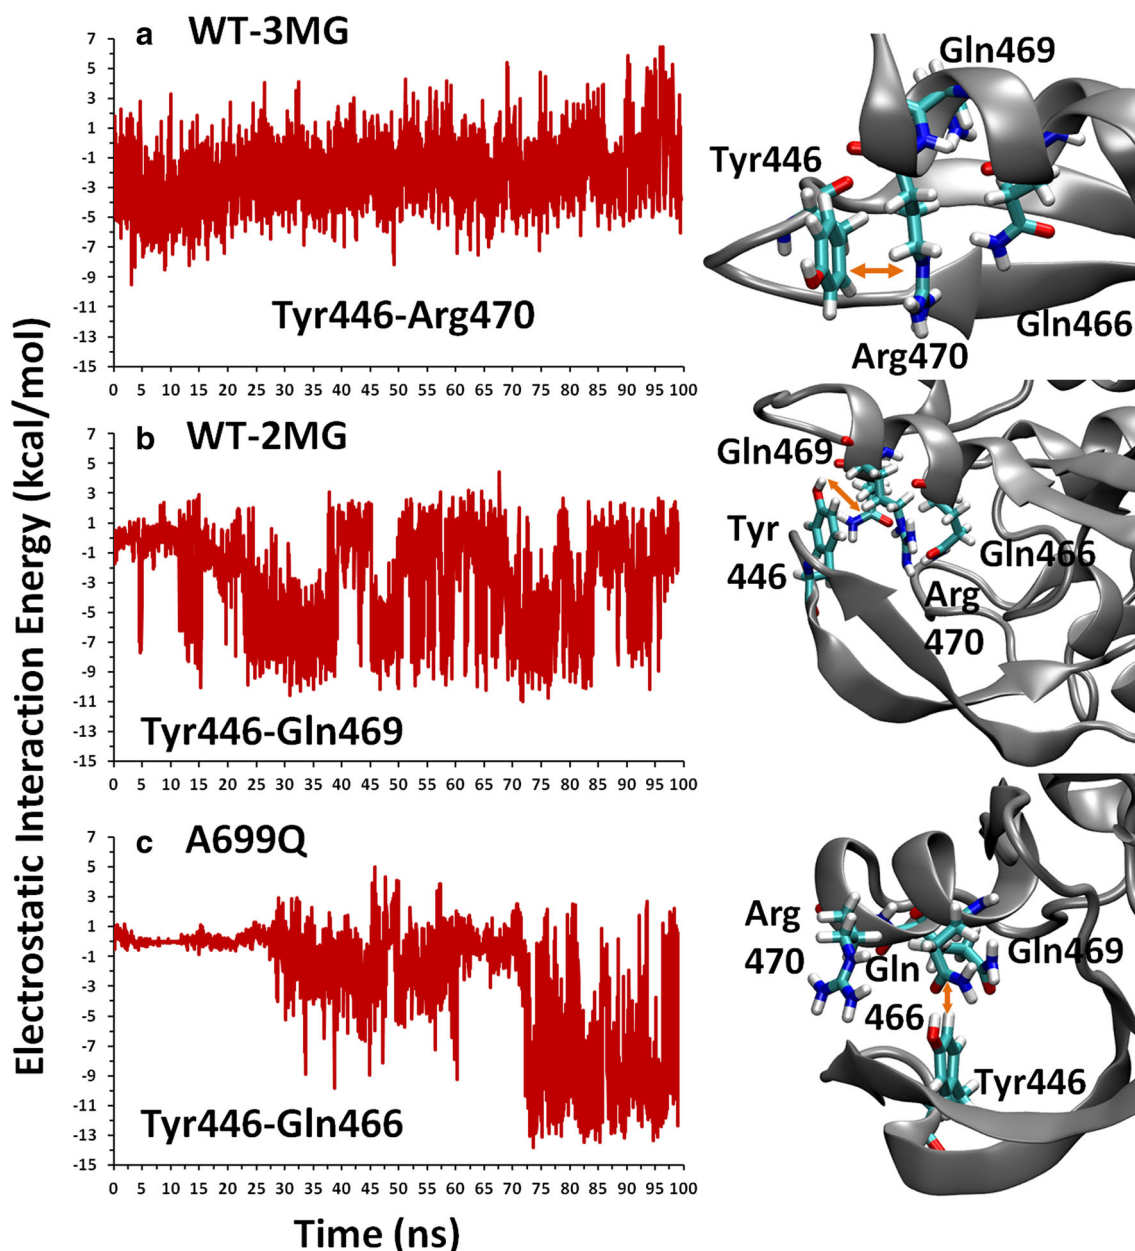 Electrostatic Interaction Energy (kcal/mol)
a WT-3MG
7
5
3
1
-1
-3
-5
-7
-9
-11
-13
-15
Tyr446-Arg470
0 5 10 15 20 25 30 35 40 45 50 55 60 65 70 75 80 85 90 95 100
Gln469
Tyr446
Gln466
Arg470
b WT-2MG
7
5
3
1
-1
-3
-5
-7
-9
-11
-13
-15
Tyr446-Gln469
0 5 10 15 20 25 30 35 40 45 50 55 60 65 70 75 80 85 90 95 100
Gln469
Tyr
446
Gln466
Arg
470
c A699Q
7
5
3
1
-1
-3
-5
-7
-9
-11
-13
-15
Tyr446-Gln466
0 5 10 15 20 25 30 35 40 45 50 55 60 65 70 75 80 85 90 95 100
Arg
470
Gln
466
Gln469
Tyr446
Time (ns)